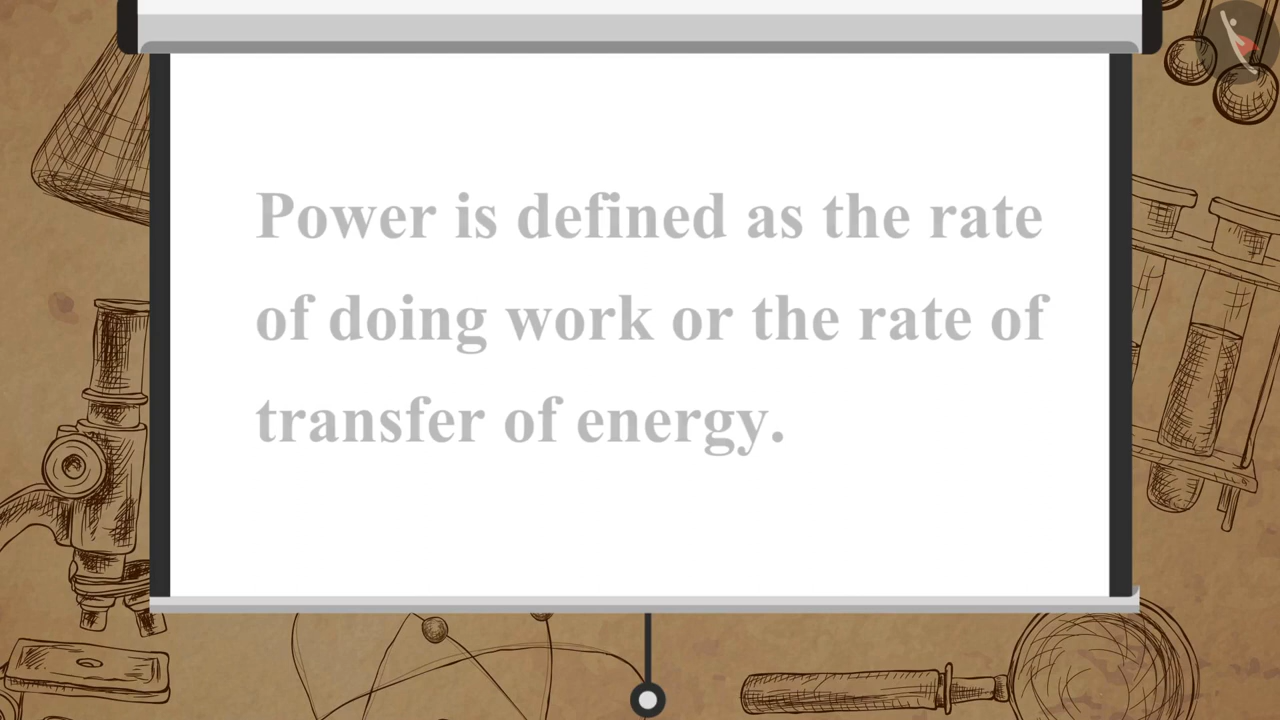 Power is defined as the rate
of doing work or the rate of
transfer of energy.